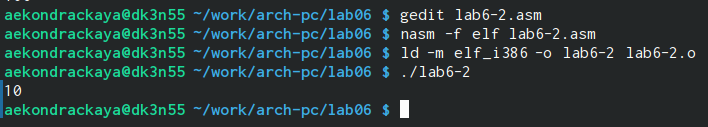 aekondrackaya@dk3n55 ~/work/arch-pc/lab06 $ gedit lab6-2.asm
aekondrackaya@dk3n55 ~/work/arch-pc/lab06 $ nasm -f elf lab6-2.asm
aekondrackaya@dk3n55 ~/work/arch-pc/lab06 $ ld -m elf_i386 -o lab6-2 lab6-2.o
aekondrackaya@dk3n55 ~/work/arch-pc/lab06 $ ./lab6-2
10
aekondrackaya@dk3n55 ~/work/arch-pc/lab06 $